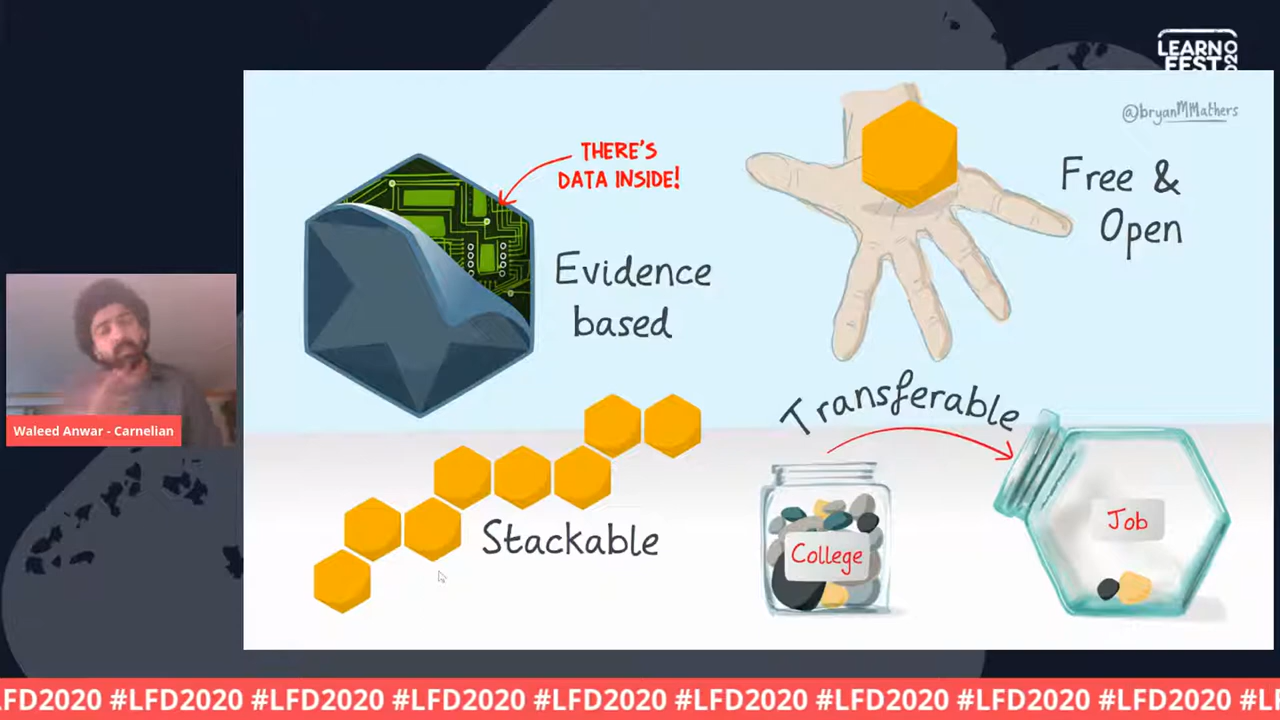 LEARN
FEST
2020
@bryanMMathers
THERE'S
DATA INSIDE!
Evidence
based
Free &
Open
Stackable
Transferable
College
Job
Waleed Anwar - Carnelian
LFD2020 #LFD2020 #LFD2020 #LFD2020 #LFD2020 #LFD2020 #LFD2020 #LFD2020 #LFD2020 #L